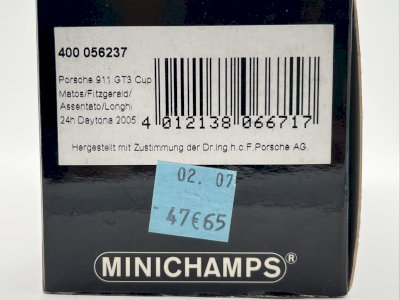 400 056237
Porsche 911 GT3 Cup
Matos/Fitzgerald/
Assentato/Longhi
24h Daytona 2005
4 012138 066717
Hergestellt mit Zustimmung der Dr.Ing.h.c.F.Porsche AG.
02. 07
47€65
MINICHAMPS®